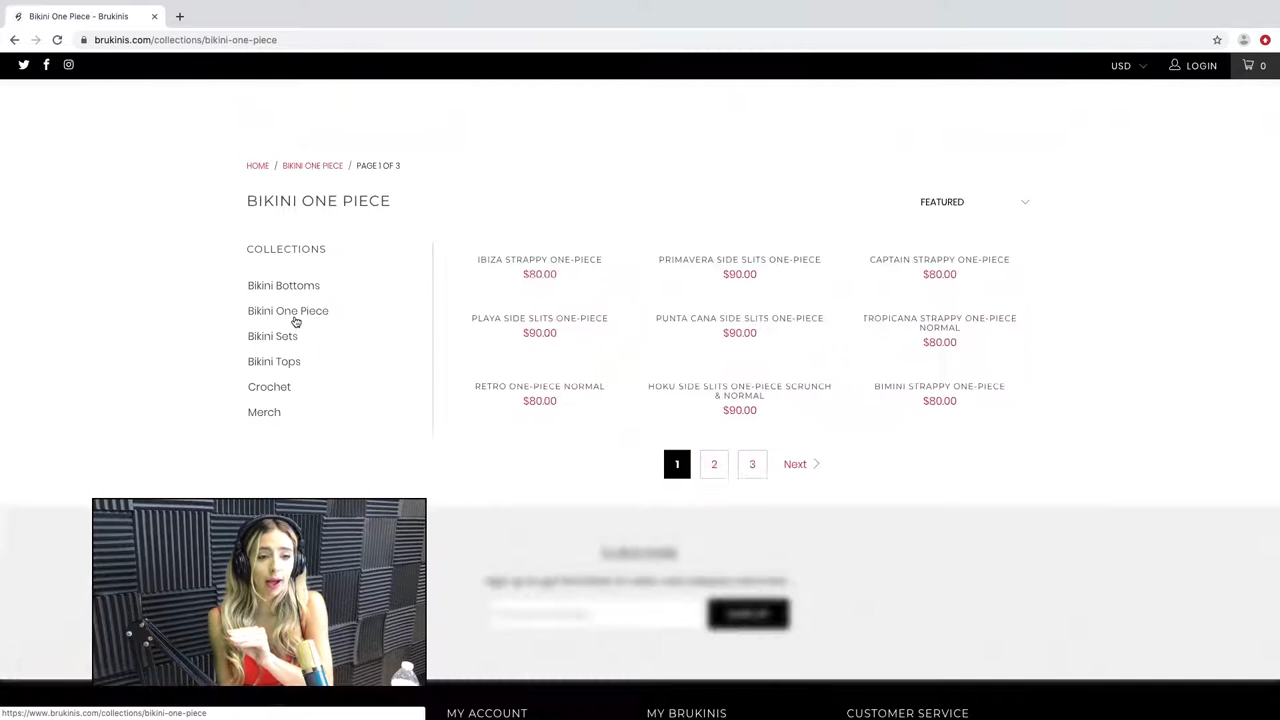 Bikini One Piece - Brukinis
brukinis.com/collections/bikini-one-piece
USD
LOGIN
0
HOME / BIKINI ONE PIECE / PAGE 1 OF 3
BIKINI ONE PIECE
FEATURED
COLLECTIONS
Bikini Bottoms
Bikini One Piece
Bikini Sets
Bikini Tops
Crochet
Merch
IBIZA STRAPPY ONE-PIECE
$80.00
PRIMAVERA SIDE SLITS ONE-PIECE
$90.00
CAPTAIN STRAPPY ONE-PIECE
$80.00
PLAYA SIDE SLITS ONE-PIECE
$90.00
PUNTA CANA SIDE SLITS ONE-PIECE
$90.00
TROPICANA STRAPPY ONE-PIECE
NORMAL
$80.00
RETRO ONE-PIECE NORMAL
$80.00
HOKU SIDE SLITS ONE-PIECE SCRUNCH
& NORMAL
$90.00
BIMINI STRAPPY ONE-PIECE
$80.00
1 2 3 Next
MY ACCOUNT
MY BRUKINIS
CUSTOMER SERVICE
https://www.brukinis.com/collections/bikini-one-piece